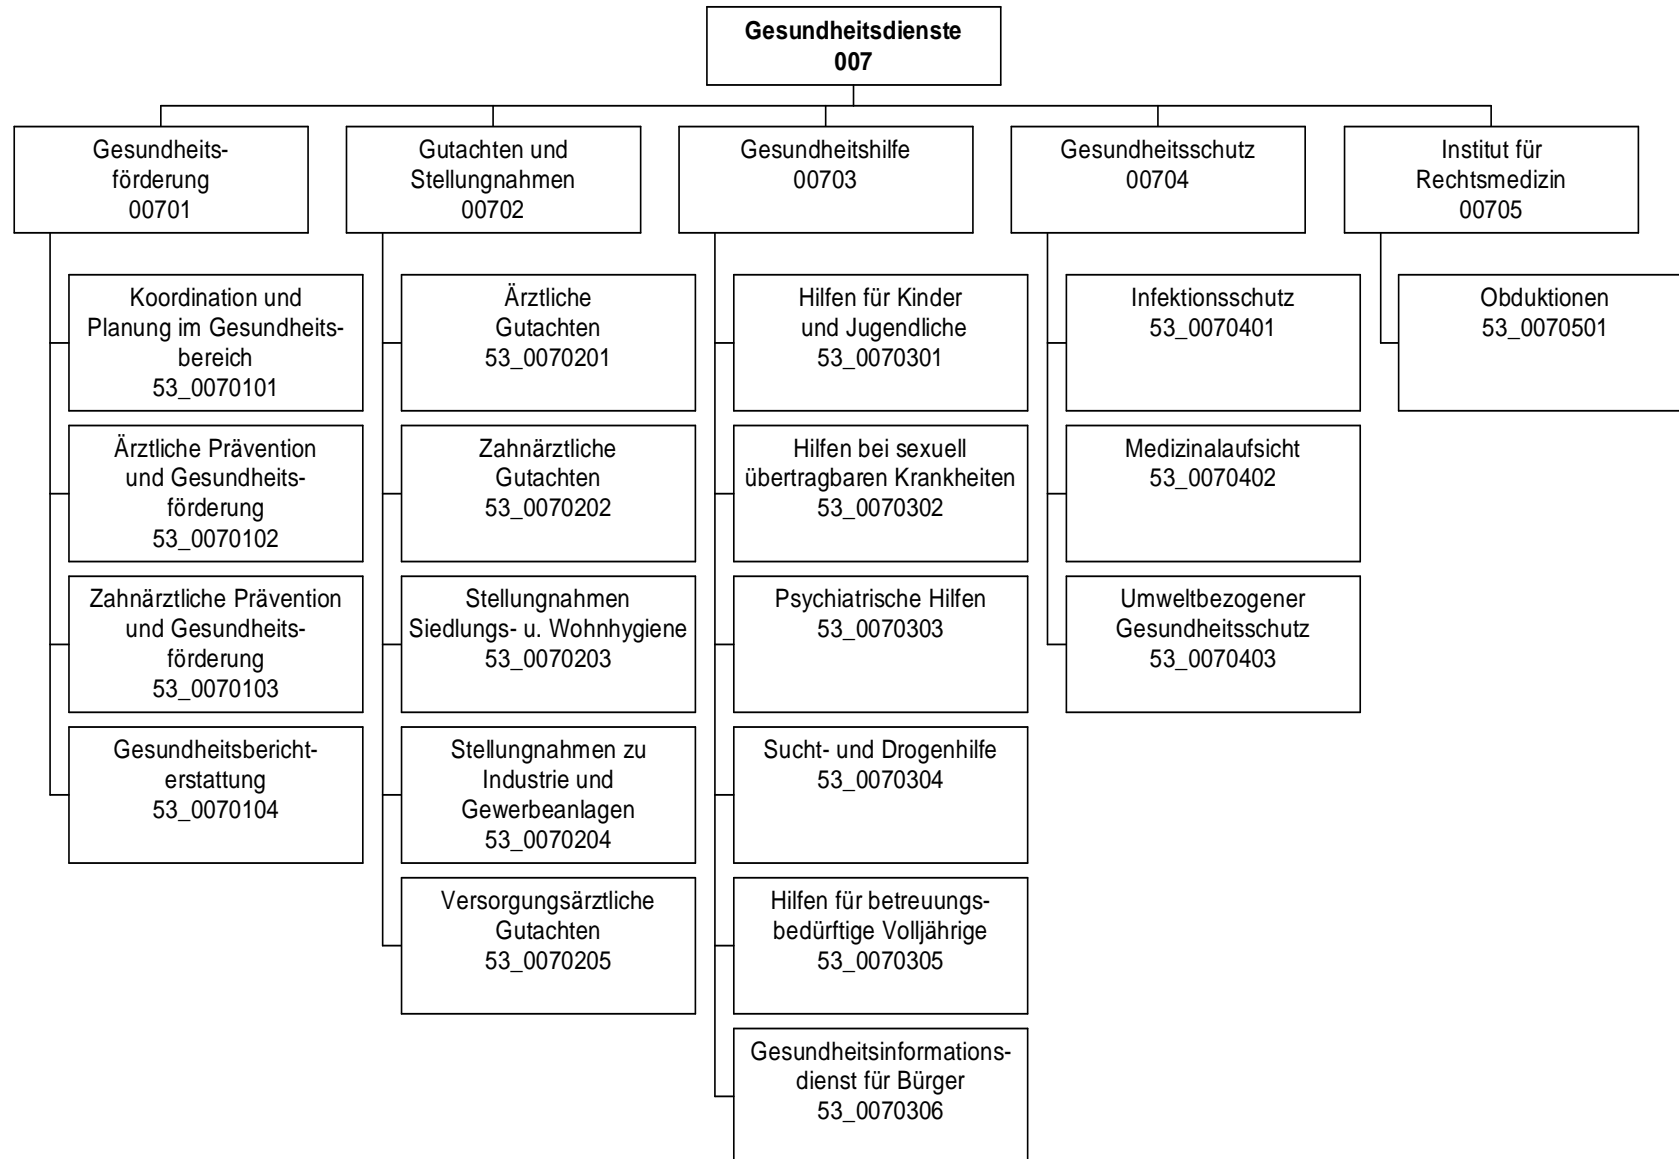 Gesundheitsdienste
007
Gesundheits-
förderung
00701
Gutachten und
Stellungnahmen
00702
Gesundheitshilfe
00703
Gesundheitsschutz
00704
Institut für
Rechtsmedizin
00705
Koordination und
Planung im Gesundheits-
bereich
53_0070101
Ärztliche Prävention
und Gesundheits-
förderung
53_0070102
Zahnärztliche Prävention
und Gesundheits-
förderung
53_0070103
Gesundheitsbericht-
erstattung
53_0070104
Ärztliche
Gutachten
53_0070201
Zahnärztliche
Gutachten
53_0070202
Stellungnahmen
Siedlungs- u. Wohnhygiene
53_0070203
Stellungnahmen zu
Industrie und
Gewerbeanlagen
53_0070204
Versorgungsärztliche
Gutachten
53_0070205
Hilfen für Kinder
und Jugendliche
53_0070301
Hilfen bei sexuell
übertragbaren Krankheiten
53_0070302
Psychiatrische Hilfen
53_0070303
Sucht- und Drogenhilfe
53_0070304
Hilfen für betreuungs-
bedürftige Volljährige
53_0070305
Gesundheitsinformations-
dienst für Bürger
53_0070306
Infektionsschutz
53_0070401
Medizinalaufsicht
53_0070402
Umweltbezogener
Gesundheitsschutz
53_0070403
Obduktionen
53_0070501